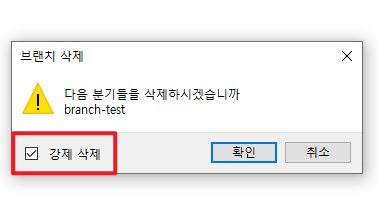 브랜치 삭제
다음 분기들을 삭제하시겠습니까
branch-test
강제 삭제
확인
취소